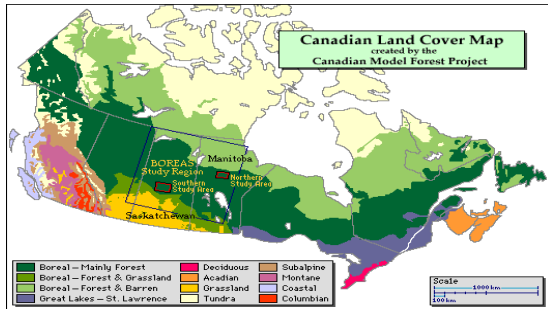 Canadian Land Cover Map
created by the
Canadian Model Forest Project
BOREAS
Study Region
Manitoba
Northern
Study Area
Southern
Study Area
Saskatchewan
Boreal – Mainly Forest
Boreal – Forest & Grassland
Boreal – Forest & Barren
Great Lakes – St. Lawrence
Deciduous
Acadian
Grassland
Tundra
Subalpine
Montane
Coastal
Columbian
Scale
1000 km
100 km